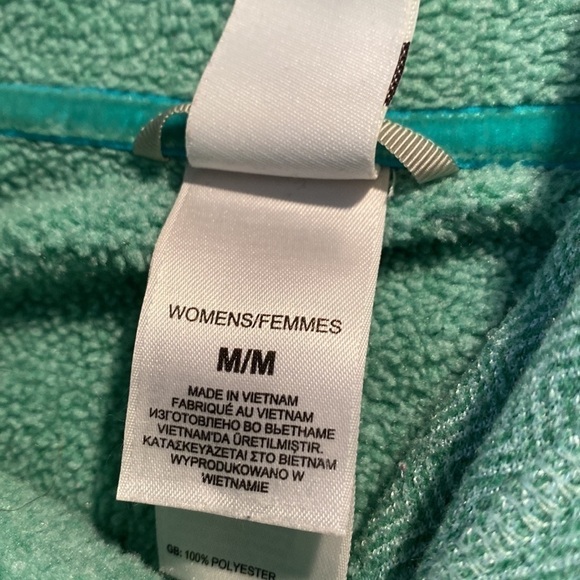 WOMENS/FEMMES
M/M
MADE IN VIETNAM
FABRIQUÉ AU VIETNAM
ИЗГОТОВЛЕНО ВО ВЬЕТНАМЕ
VIETNAM'DA ÜRETILMIŞTIR.
ΚΑΤΑΣΚΕΥΑΖΕΤΑΙ ΣΤΟ ΒΙΕΤΝΑΜ
WYPRODUKOWANO W
WIETNAMIE
GB: 100% POLYESTER